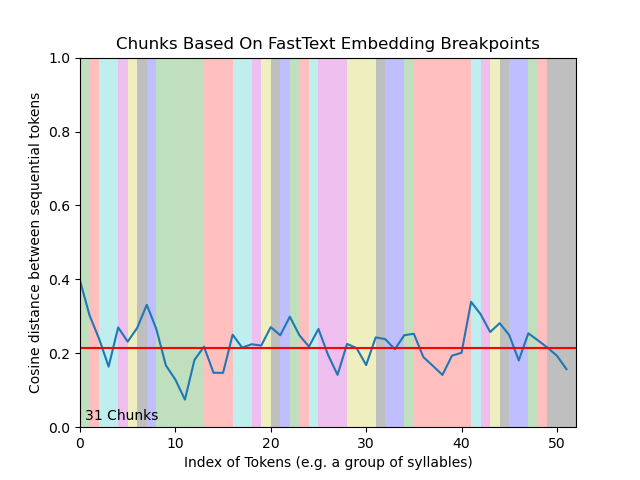 Chunks Based On FastText Embedding Breakpoints
Cosine distance between sequential tokens
1.0
0.8
0.6
0.4
0.2
0.0
31 Chunks
0 10 20 30 40 50
Index of Tokens (e.g. a group of syllables)